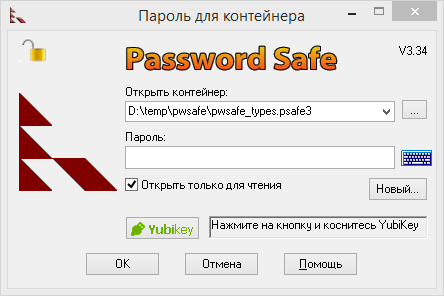 Пароль для контейнера
Password Safe
V3.34
Открыть контейнер:
D:\temp\pwsafe\pwsafe_types.psafe3
...
Пароль:
Открыть только для чтения
Новый...
Yubikey
Нажмите на кнопку и коснитесь YubiKey
OK
Отмена
Помощь